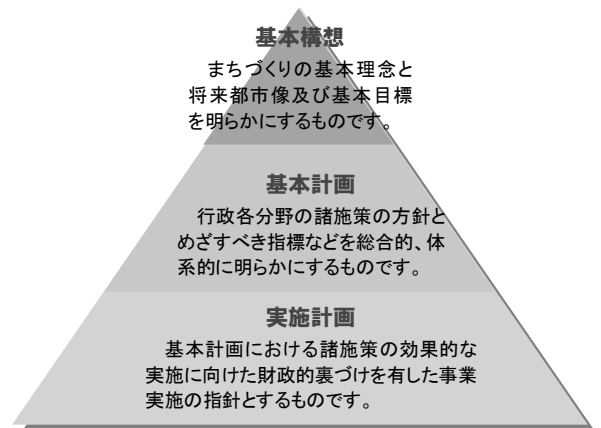 基本構想
まちづくりの基本理念と
将来都市像及び基本目標
を明らかにするものです。
基本計画
行政各分野の諸施策の方針と
めざすべき指標などを総合的、体
系的に明らかにするものです。
実施計画
基本計画における諸施策の効果的な
実施に向けた財政的裏づけを有した事業
実施の指針とするものです。